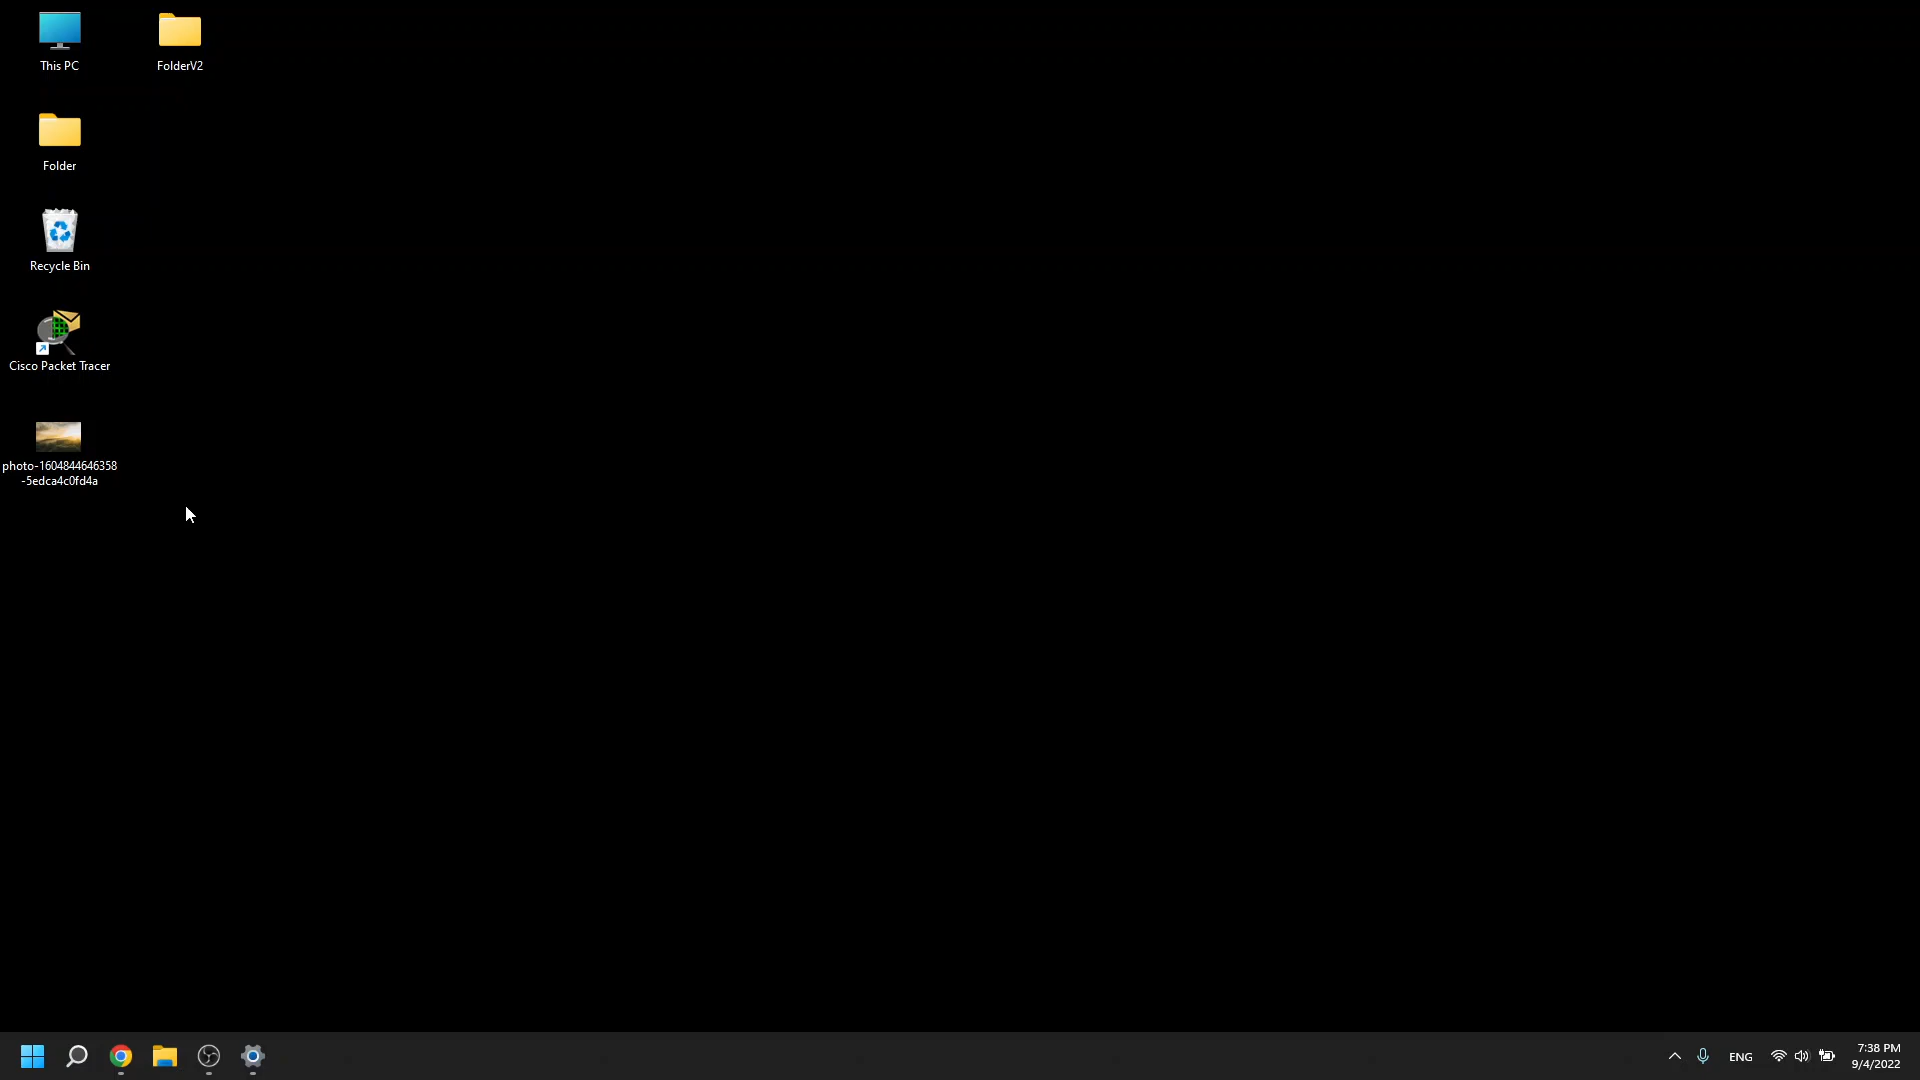 This PC
FolderV2
Folder
Recycle Bin
Cisco Packet Tracer
photo-1604844646358
-5edca4c0fd4a
ENG
7:38 PM
9/4/2022